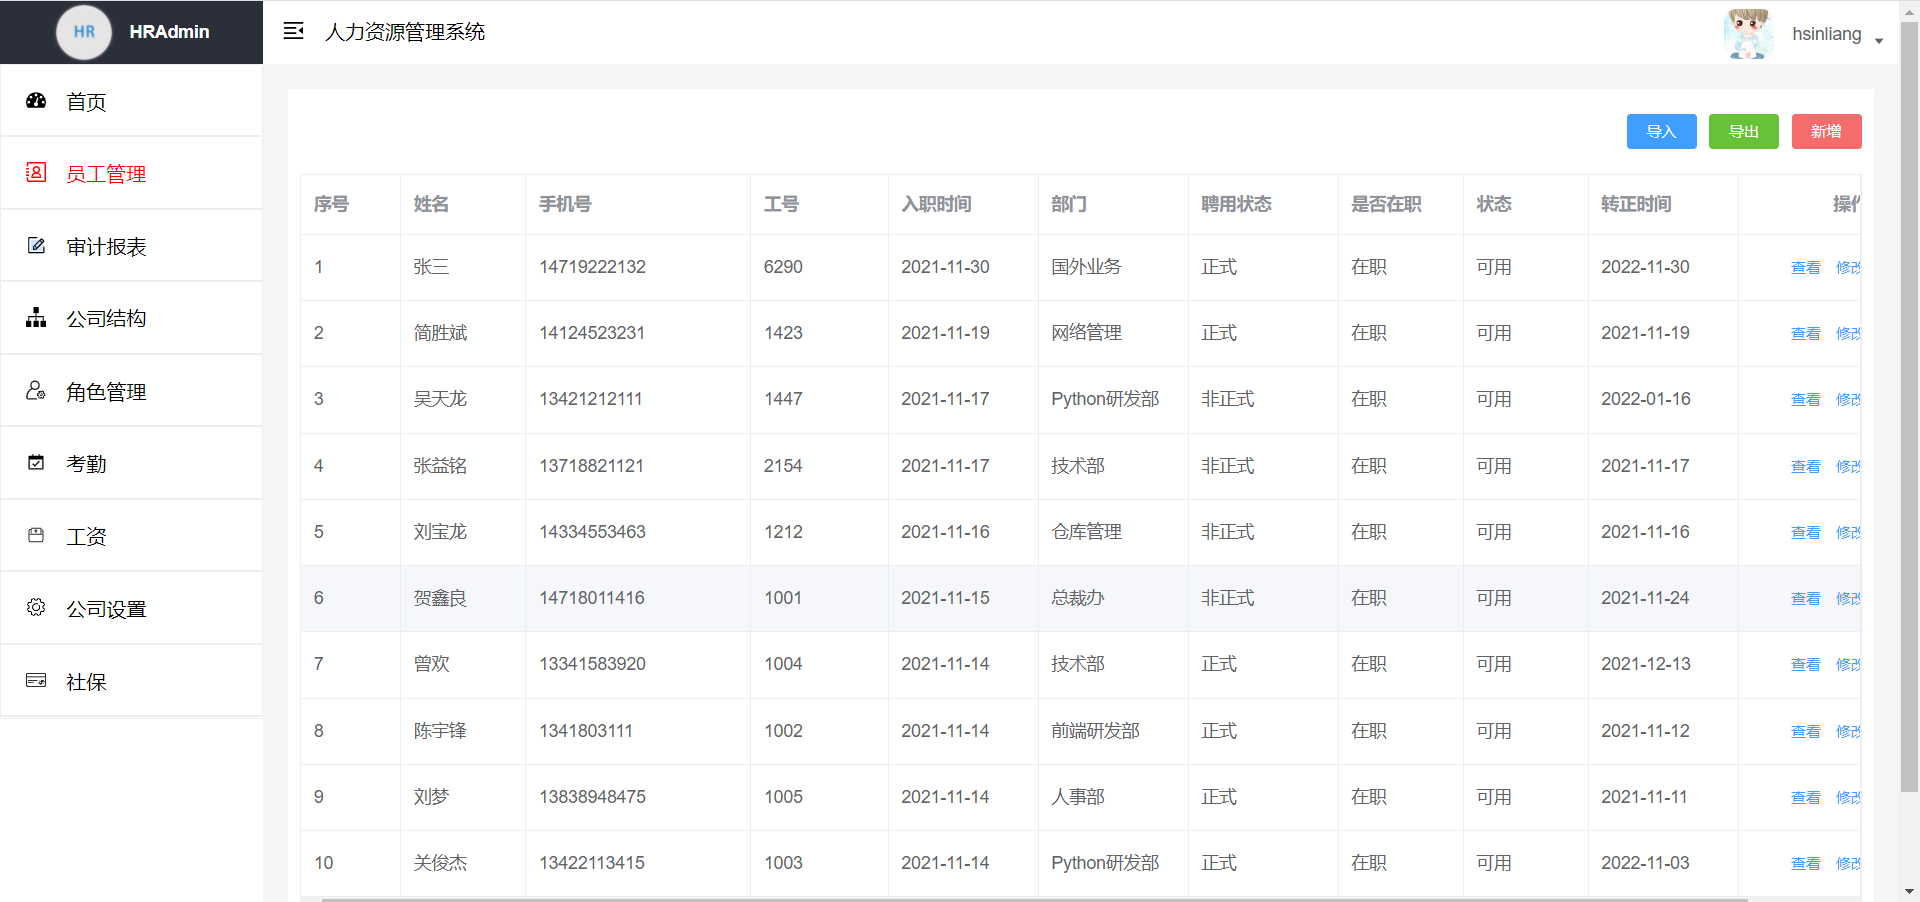 HR HRAdmin 人力资源管理系统 hsinliang
首页
员工管理
审计报表
公司结构
角色管理
考勤
工资
公司设置
社保
导入 导出 新增
序号 姓名 手机号 工号 入职时间 部门 聘用状态 是否在职 状态 转正时间 操作
1 张三 14719222132 6290 2021-11-30 国外业务 正式 在职 可用 2022-11-30 查看 修改
2 简胜斌 14124523231 1423 2021-11-19 网络管理 正式 在职 可用 2021-11-19 查看 修改
3 吴天龙 13421212111 1447 2021-11-17 Python研发部 非正式 在职 可用 2022-01-16 查看 修改
4 张益铭 13718821121 2154 2021-11-17 技术部 非正式 在职 可用 2021-11-17 查看 修改
5 刘宝龙 14334553463 1212 2021-11-16 仓库管理 非正式 在职 可用 2021-11-16 查看 修改
6 贺鑫良 14718011416 1001 2021-11-15 总裁办 非正式 在职 可用 2021-11-24 查看 修改
7 曾欢 13341583920 1004 2021-11-14 技术部 正式 在职 可用 2021-12-13 查看 修改
8 陈宇锋 1341803111 1002 2021-11-14 前端研发部 正式 在职 可用 2021-11-12 查看 修改
9 刘梦 13838948475 1005 2021-11-14 人事部 正式 在职 可用 2021-11-11 查看 修改
10 关俊杰 13422113415 1003 2021-11-14 Python研发部 正式 在职 可用 2022-11-03 查看 修改